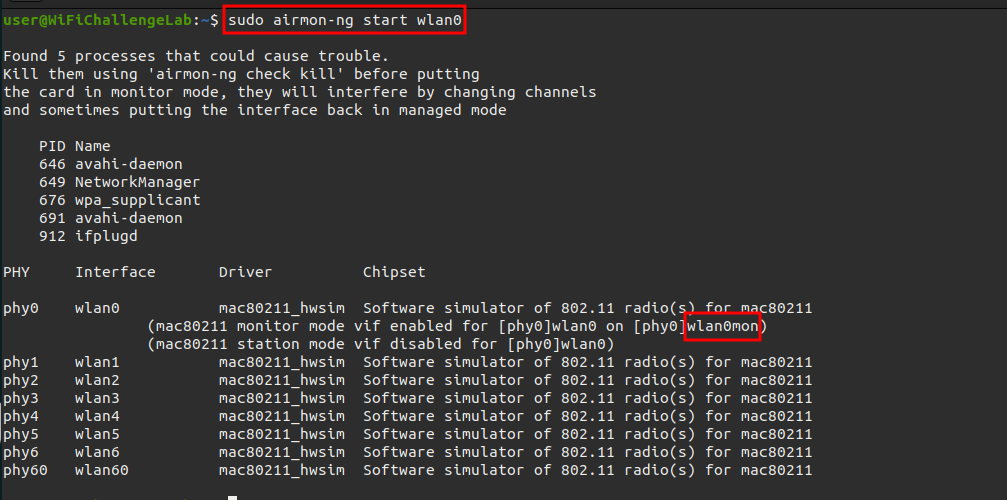 user@WiFiChallengeLab:~$ sudo airmon-ng start wlan0
Found 5 processes that could cause trouble.
Kill them using 'airmon-ng check kill' before putting
the card in monitor mode, they will interfere by changing channels
and sometimes putting the interface back in managed mode
PID Name
646 avahi-daemon
649 NetworkManager
676 wpa_supplicant
691 avahi-daemon
912 ifplugd
PHY Interface Driver Chipset
phy0 wlan0 mac80211_hwsim Software simulator of 802.11 radio(s) for mac80211
(mac80211 monitor mode vif enabled for [phy0]wlan0 on [phy0]wlan0mon)
(mac80211 station mode vif disabled for [phy0]wlan0)
phy1 wlan1 mac80211_hwsim Software simulator of 802.11 radio(s) for mac80211
phy2 wlan2 mac80211_hwsim Software simulator of 802.11 radio(s) for mac80211
phy3 wlan3 mac80211_hwsim Software simulator of 802.11 radio(s) for mac80211
phy4 wlan4 mac80211_hwsim Software simulator of 802.11 radio(s) for mac80211
phy5 wlan5 mac80211_hwsim Software simulator of 802.11 radio(s) for mac80211
phy6 wlan6 mac80211_hwsim Software simulator of 802.11 radio(s) for mac80211
phy60 wlan60 mac80211_hwsim Software simulator of 802.11 radio(s) for mac80211